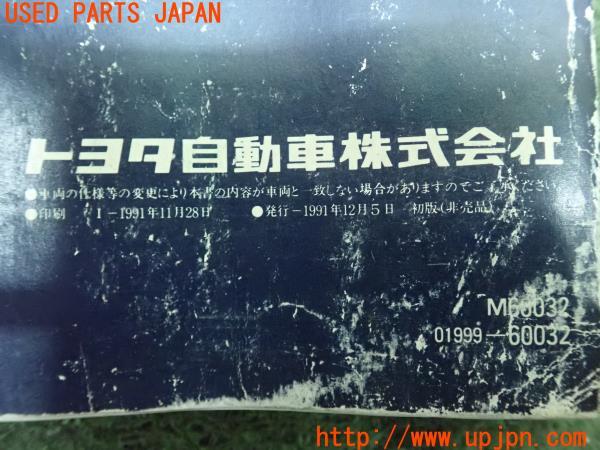 USED PARTS JAPAN
トヨタ自動車株式会社
●車両の仕様等の変更により本書の内容が車両と一致しない場合がありますのでご了承ください。
●印刷 I－1991年11月28日 ●発行－1991年12月5日 初版（非売品）
M60032
01999－60032
http://www.upjpn.com/